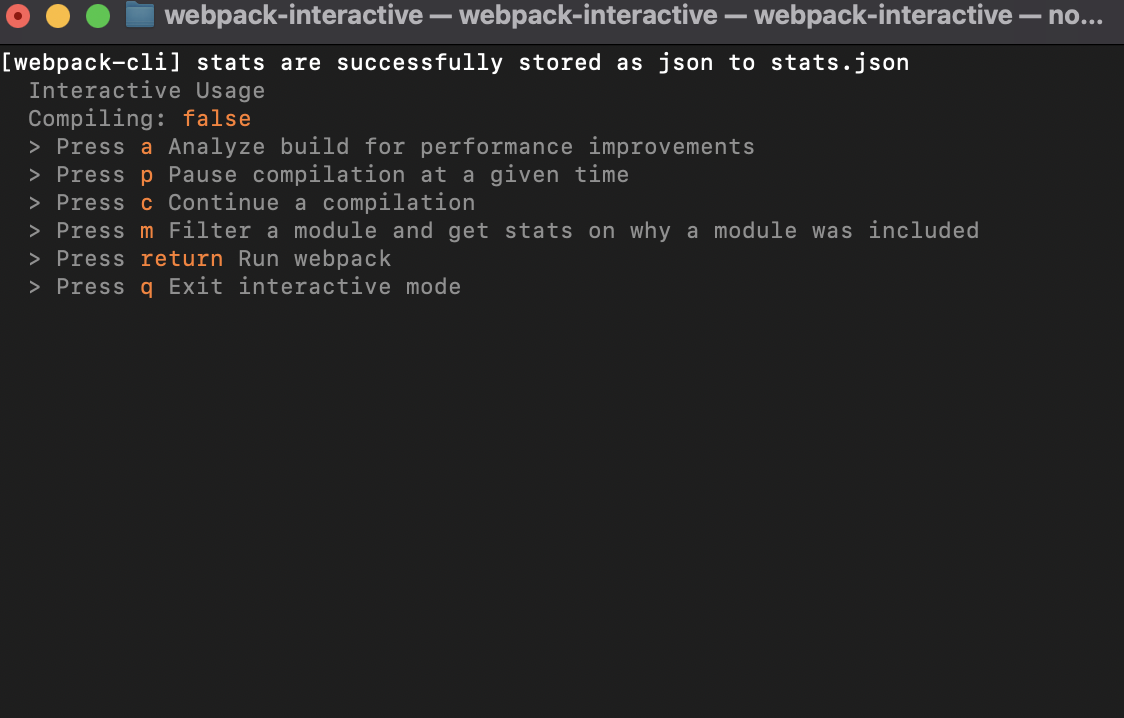 webpack-interactive — webpack-interactive — webpack-interactive — no...
[webpack-cli] stats are successfully stored as json to stats.json
Interactive Usage
Compiling: false
> Press a Analyze build for performance improvements
> Press p Pause compilation at a given time
> Press c Continue a compilation
> Press m Filter a module and get stats on why a module was included
> Press return Run webpack
> Press q Exit interactive mode